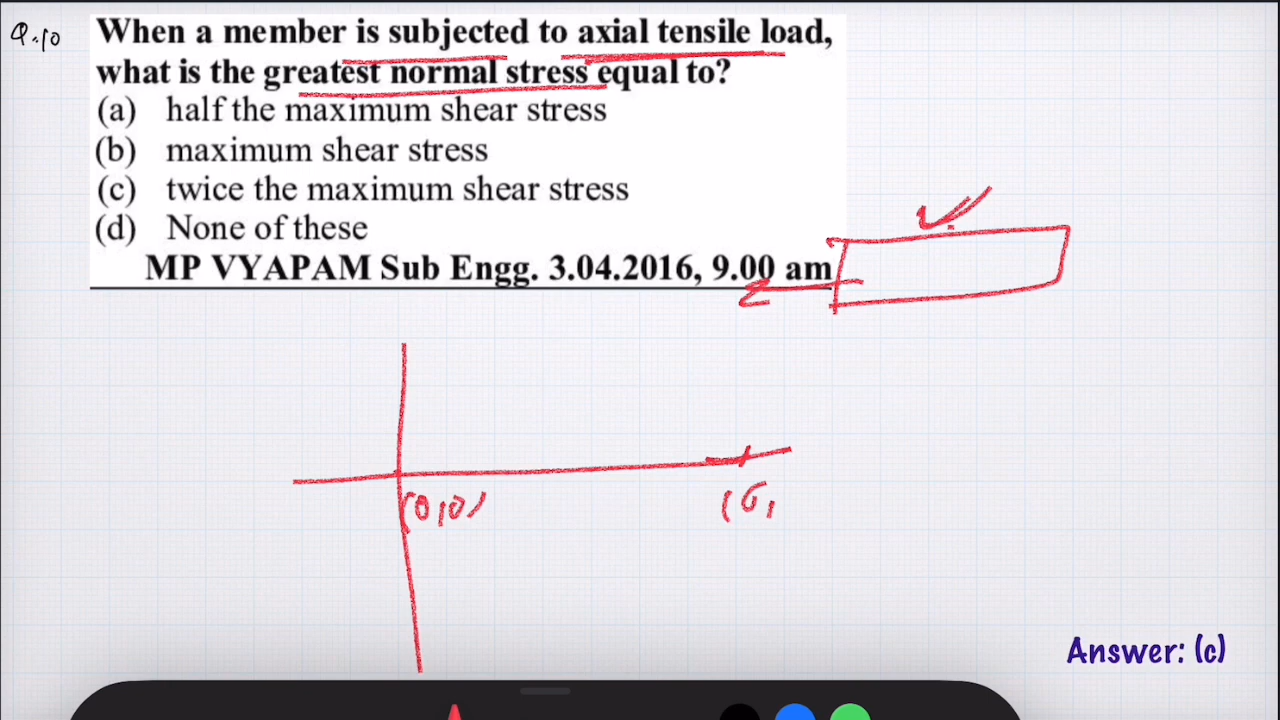 Q.10
When a member is subjected to axial tensile load,
what is the greatest normal stress equal to?
(a) half the maximum shear stress
(b) maximum shear stress
(c) twice the maximum shear stress
(d) None of these
MP VYAPAM Sub Engg. 3.04.2016, 9.00 am
(0,0)
(σ,
Answer: (c)